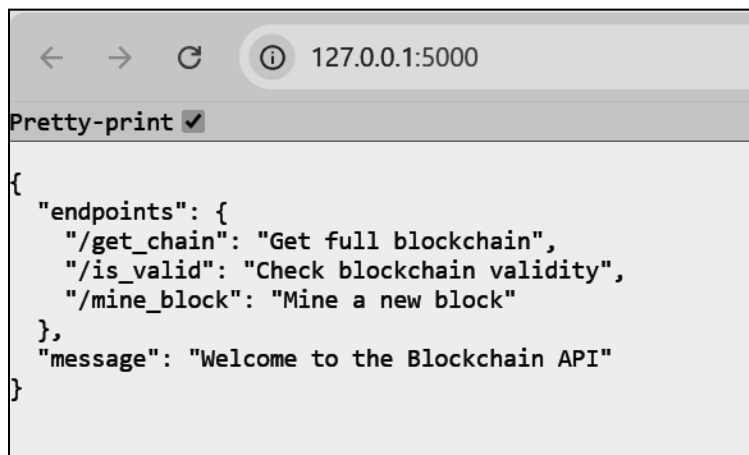 127.0.0.1:5000
Pretty-print
{
  "endpoints": {
    "/get_chain": "Get full blockchain",
    "/is_valid": "Check blockchain validity",
    "/mine_block": "Mine a new block"
  },
  "message": "Welcome to the Blockchain API"
}